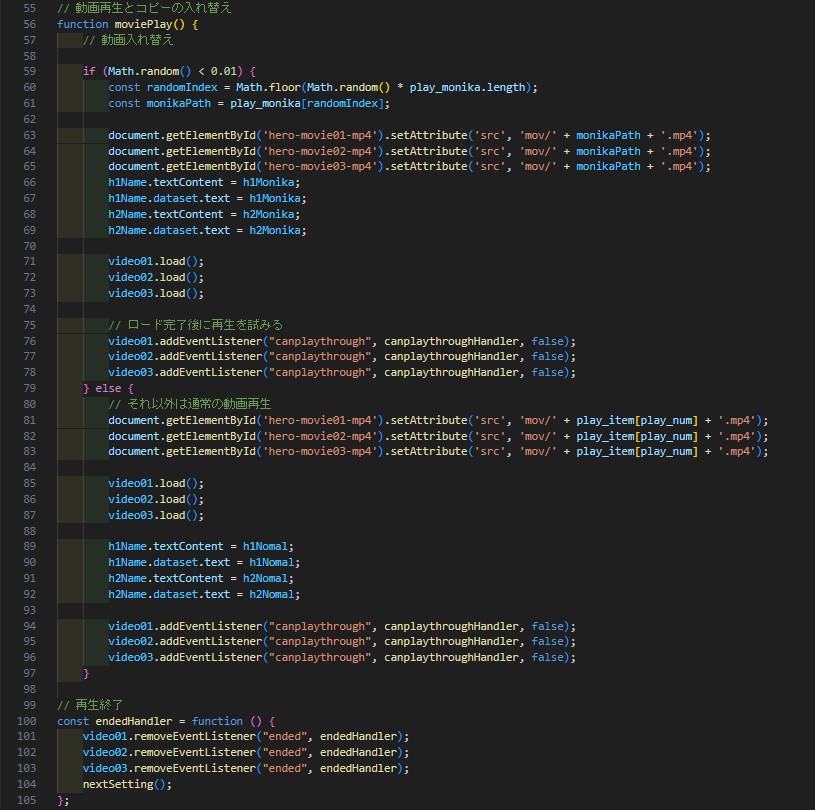 55 // 動画再生とコピーの入れ替え
56 function moviePlay() {
57     // 動画入れ替え
58
59     if (Math.random() < 0.01) {
60         const randomIndex = Math.floor(Math.random() * play_monika.length);
61         const monikaPath = play_monika[randomIndex];
62
63         document.getElementById('hero-movie01-mp4').setAttribute('src', 'mov/' + monikaPath + '.mp4');
64         document.getElementById('hero-movie02-mp4').setAttribute('src', 'mov/' + monikaPath + '.mp4');
65         document.getElementById('hero-movie03-mp4').setAttribute('src', 'mov/' + monikaPath + '.mp4');
66         h1Name.textContent = h1Monika;
67         h1Name.dataset.text = h1Monika;
68         h2Name.textContent = h2Monika;
69         h2Name.dataset.text = h2Monika;
70
71         video01.load();
72         video02.load();
73         video03.load();
74
75         // ロード完了後に再生を試みる
76         video01.addEventListener("canplaythrough", canplaythroughHandler, false);
77         video02.addEventListener("canplaythrough", canplaythroughHandler, false);
78         video03.addEventListener("canplaythrough", canplaythroughHandler, false);
79     } else {
80         // それ以外は通常の動画再生
81         document.getElementById('hero-movie01-mp4').setAttribute('src', 'mov/' + play_item[play_num] + '.mp4');
82         document.getElementById('hero-movie02-mp4').setAttribute('src', 'mov/' + play_item[play_num] + '.mp4');
83         document.getElementById('hero-movie03-mp4').setAttribute('src', 'mov/' + play_item[play_num] + '.mp4');
84
85         video01.load();
86         video02.load();
87         video03.load();
88
89         h1Name.textContent = h1Nomal;
90         h1Name.dataset.text = h1Nomal;
91         h2Name.textContent = h2Nomal;
92         h2Name.dataset.text = h2Nomal;
93
94         video01.addEventListener("canplaythrough", canplaythroughHandler, false);
95         video02.addEventListener("canplaythrough", canplaythroughHandler, false);
96         video03.addEventListener("canplaythrough", canplaythroughHandler, false);
97     }
98
99 // 再生終了
100 const endedHandler = function () {
101     video01.removeEventListener("ended", endedHandler);
102     video02.removeEventListener("ended", endedHandler);
103     video03.removeEventListener("ended", endedHandler);
104     nextSetting();
105 };